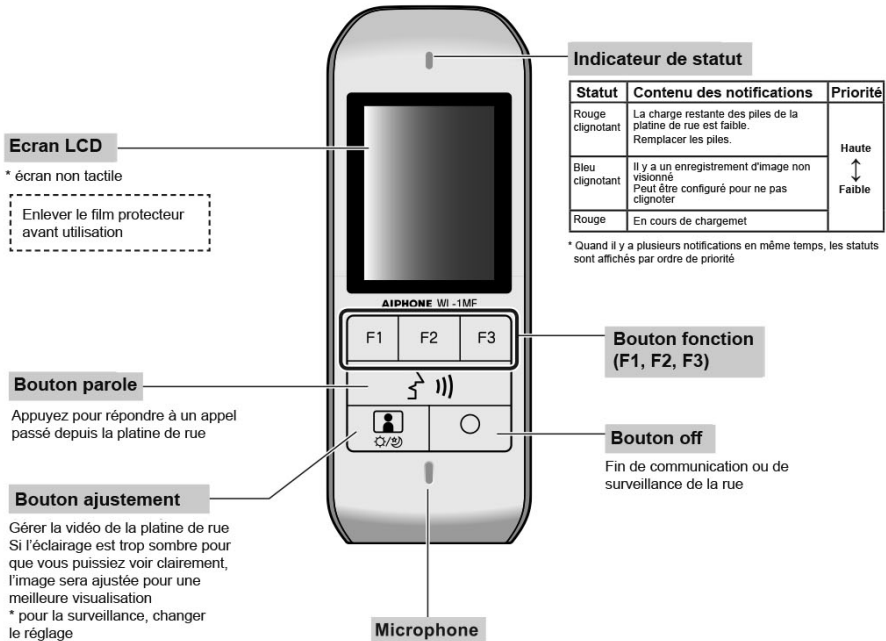 Indicateur de statut
Statut Contenu des notifications Priorité
Rouge clignotant
La charge restante des piles de la
platine de rue est faible.
Remplacer les piles.
Bleu clignotant
Il y a un enregistrement d'image non
visionné
Peut être configuré pour ne pas
clignoter
Rouge
En cours de chargemet
Haute
Faible
* Quand il y a plusieurs notifications en même temps, les statuts
sont affichés par ordre de priorité
Ecran LCD
* écran non tactile
Enlever le film protecteur
avant utilisation
AIPHONE WL-1ME
F1 F2 F3
Bouton fonction
(F1, F2, F3)
Bouton parole
Appuyez pour répondre à un appel
passé depuis la platine de rue
Bouton off
Fin de communication ou de
surveillance de la rue
Bouton ajustement
Gérer la vidéo de la platine de rue
Si l'éclairage est trop sombre pour
que vous puissiez voir clairement,
l'image sera ajustée pour une
meilleure visualisation
* pour la surveillance, changer
le réglage
Microphone